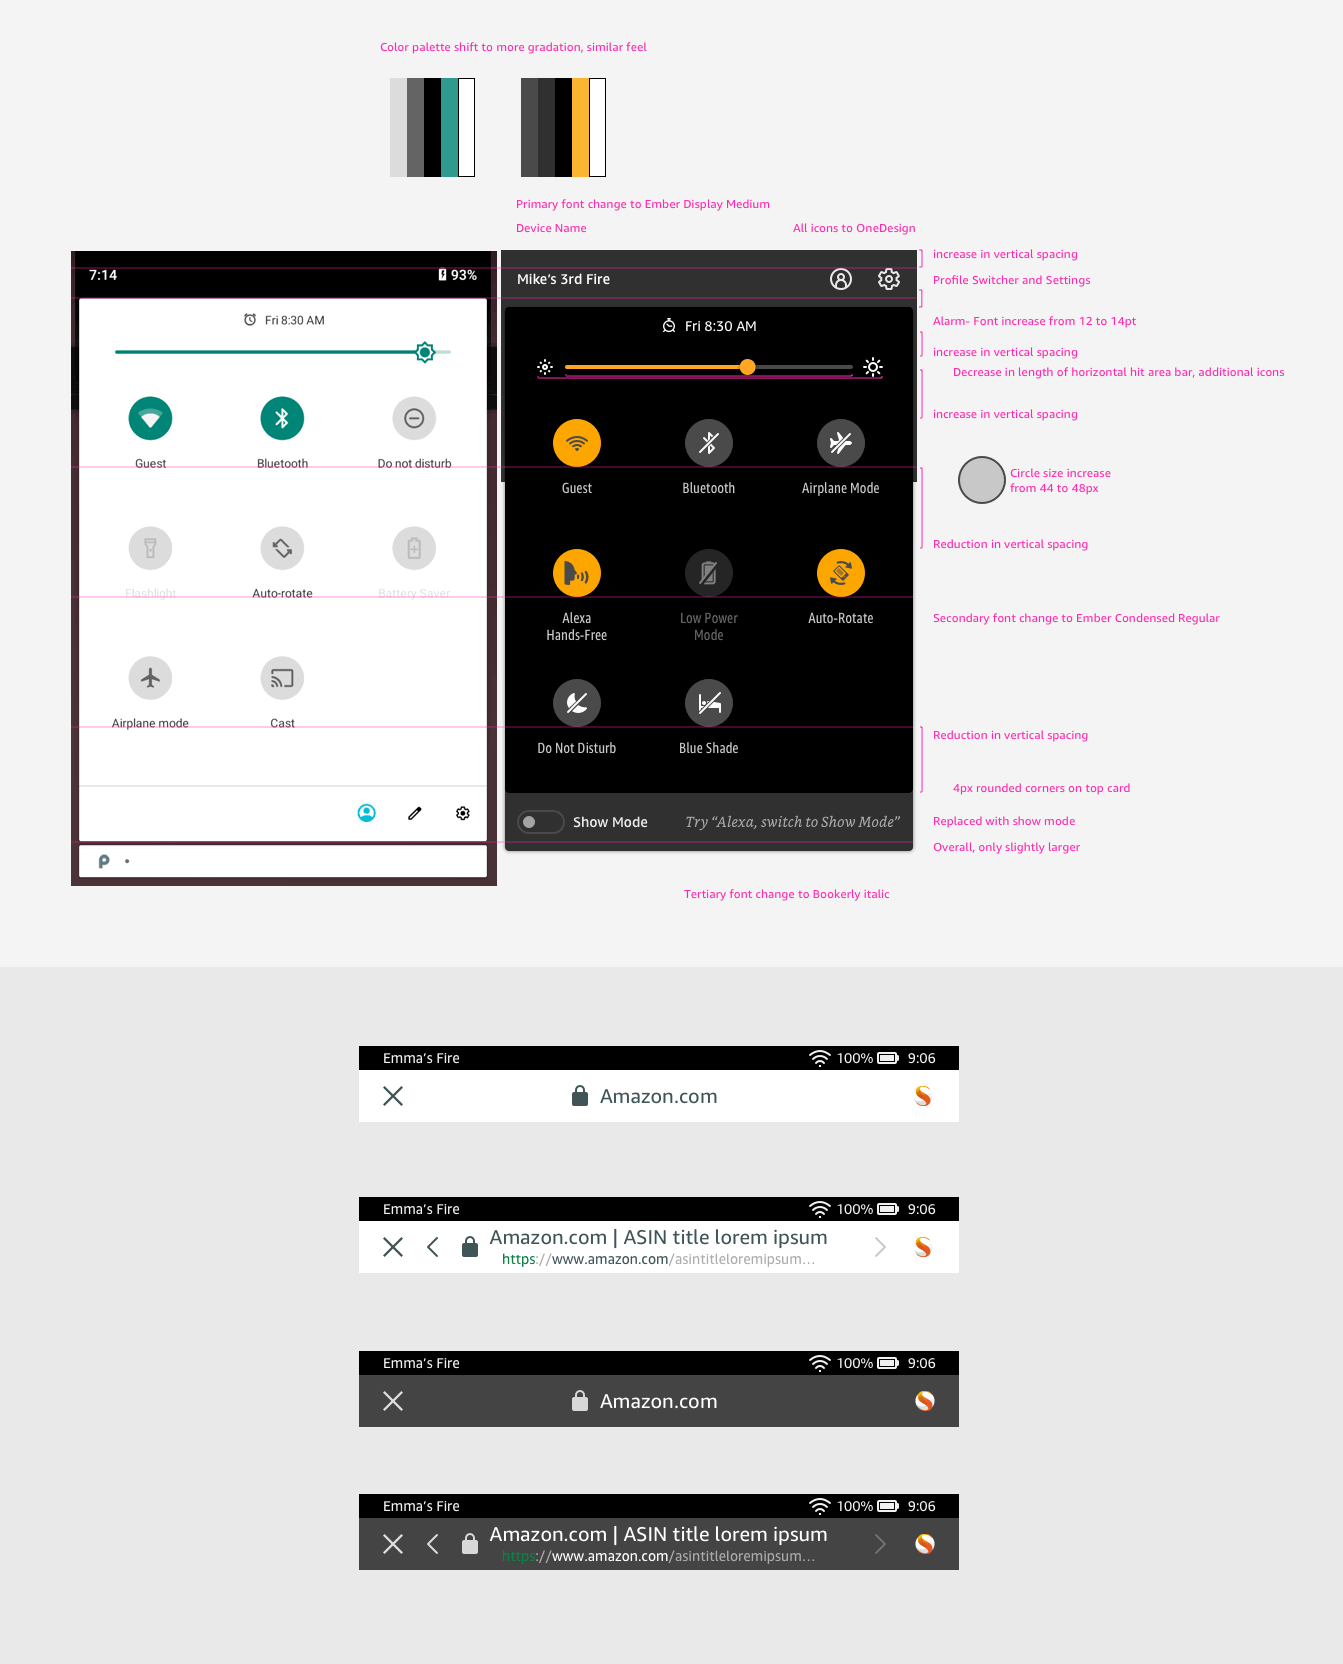 Color palette shift to more gradation, similar feel
Primary font change to Ember Display Medium
Device Name
All icons to OneDesign
7:14
93%
Fri 8:30 AM
Guest
Bluetooth
Do not disturb
Flashlight
Auto-rotate
Battery Saver
Airplane mode
Cast
Mike's 3rd Fire
Fri 8:30 AM
Guest
Bluetooth
Airplane Mode
Alexa
Hands-Free
Low Power
Mode
Auto-Rotate
Do Not Disturb
Blue Shade
Show Mode
Try “Alexa, switch to Show Mode”
increase in vertical spacing
Profile Switcher and Settings
Alarm- Font increase from 12 to 14pt
increase in vertical spacing
Decrease in length of horizontal hit area bar, additional icons
increase in vertical spacing
Circle size increase
from 44 to 48px
Reduction in vertical spacing
Secondary font change to Ember Condensed Regular
Reduction in vertical spacing
4px rounded corners on top card
Replaced with show mode
Overall, only slightly larger
Tertiary font change to Bookerly italic
Emma's Fire
100%
9:06
Amazon.com
Emma's Fire
100%
9:06
Amazon.com | ASIN title lorem ipsum
https://www.amazon.com/asintitleloremipsum...
Emma's Fire
100%
9:06
Amazon.com
Emma's Fire
100%
9:06
Amazon.com | ASIN title lorem ipsum
https://www.amazon.com/asintitleloremipsum...